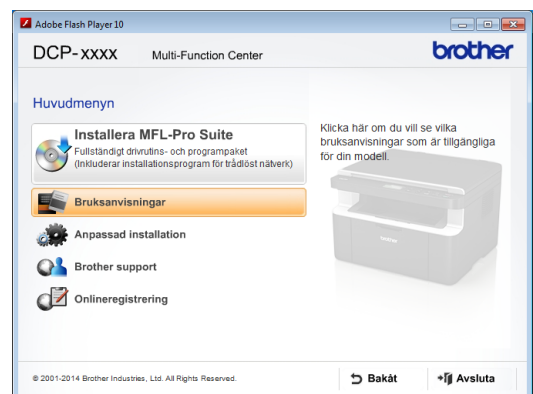 Adobe Flash Player 10
DCP-xxxx
Multi-Function Center
brother
Huvudmenyn
Installera MFL-Pro Suite
Fullständigt drivrutins- och programpaket
(Inkluderar installationsprogram för trådlöst nätverk)
Bruksanvisningar
Anpassad installation
Brother support
Onlineregistrering
Klicka här om du vill se vilka
bruksanvisningar som är tillgängliga
för din modell.
brother
© 2001-2014 Brother Industries, Ltd. All Rights Reserved.
Bakåt
Avsluta